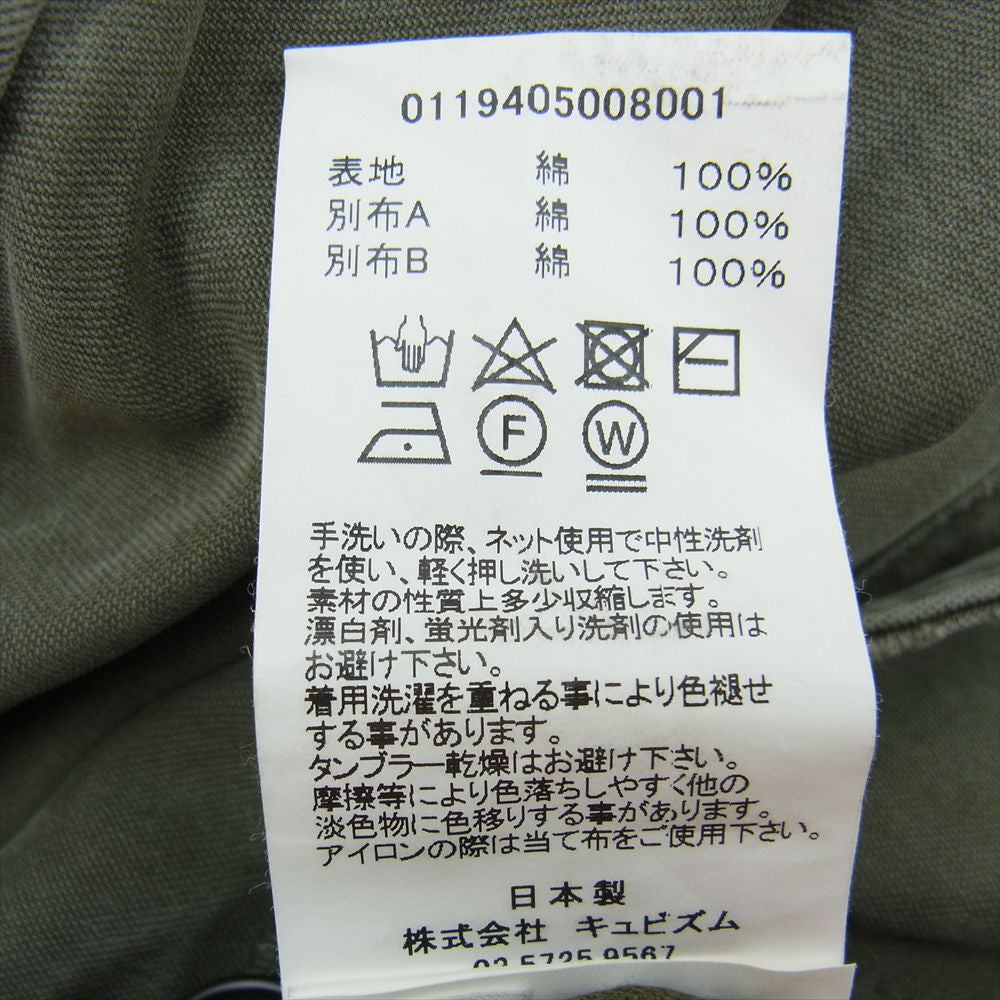 0119405008001
表地 綿 100%
別布A 綿 100%
別布B 綿 100%
F W
手洗いの際、ネット使用で中性洗剤
を使い、軽く押し洗いして下さい。
素材の性質上多少収縮します。
漂白剤、蛍光剤入り洗剤の使用は
お避け下さい。
着用洗濯を重ねる事により色褪せ
する事があります。
タンブラー乾燥はお避け下さい。
摩擦等により色落ちしやすく他の
淡色物に色移りする事があります。
アイロンの際は当て布をご使用下さい。
日本製
株式会社 キュビズム
03 5725 9567